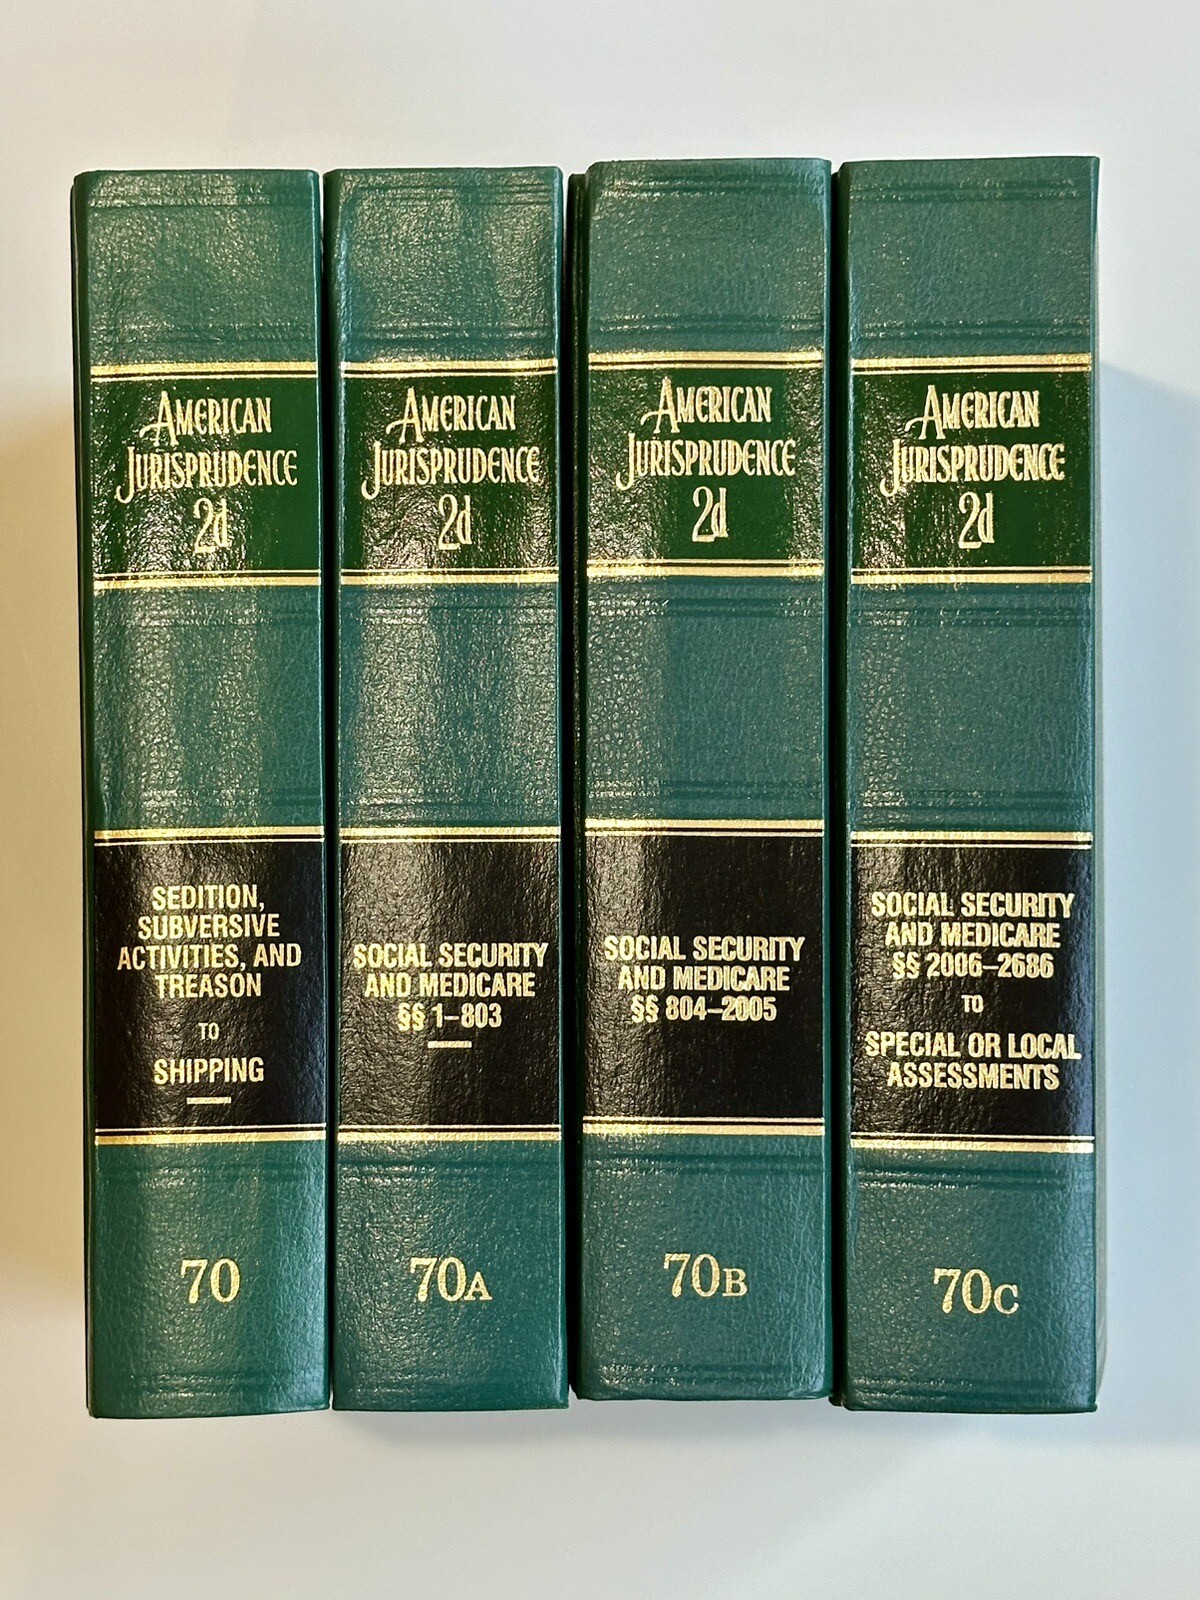 AMERICAN
JURISPRUDENCE
2d
SEDITION,
SUBVERSIVE
ACTIVITIES, AND
TREASON
TO
SHIPPING
70
AMERICAN
JURISPRUDENCE
2d
SOCIAL SECURITY
AND MEDICARE
§§ 1–803
70A
AMERICAN
JURISPRUDENCE
2d
SOCIAL SECURITY
AND MEDICARE
§§ 804–2005
70B
AMERICAN
JURISPRUDENCE
2d
SOCIAL SECURITY
AND MEDICARE
§§ 2006–2686
TO
SPECIAL OR LOCAL
ASSESSMENTS
70C